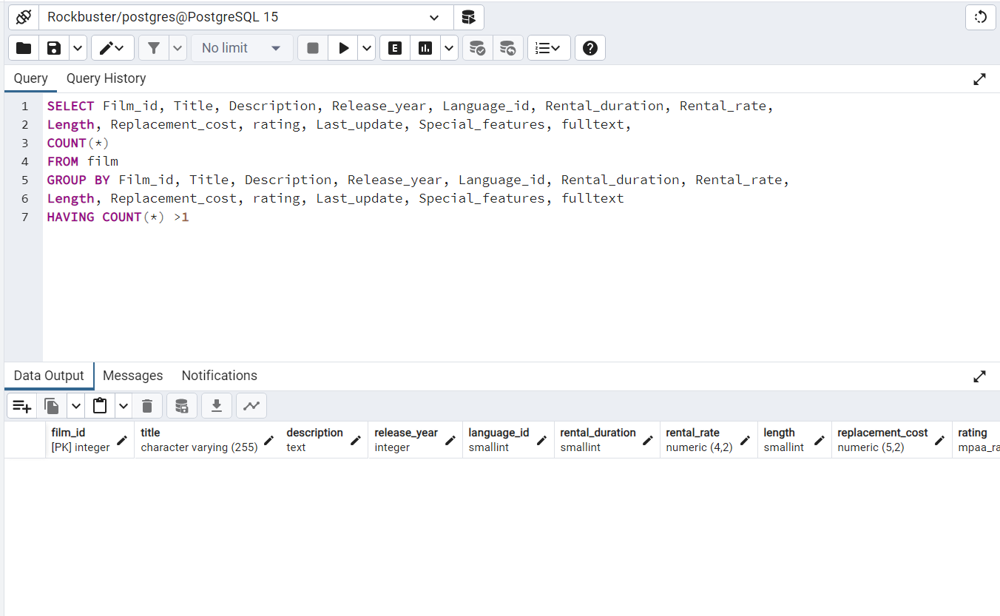 Rockbuster/postgres@PostgreSQL 15
No limit
E
Query Query History
1 SELECT Film_id, Title, Description, Release_year, Language_id, Rental_duration, Rental_rate,
2 Length, Replacement_cost, rating, Last_update, Special_features, fulltext,
3 COUNT(*)
4 FROM film
5 GROUP BY Film_id, Title, Description, Release_year, Language_id, Rental_duration, Rental_rate,
6 Length, Replacement_cost, rating, Last_update, Special_features, fulltext
7 HAVING COUNT(*) >1
Data Output Messages Notifications
film_id title description release_year language_id rental_duration rental_rate length replacement_cost rating
[PK] integer character varying (255) text integer smallint smallint numeric (4,2) smallint numeric (5,2) mpaa_ra